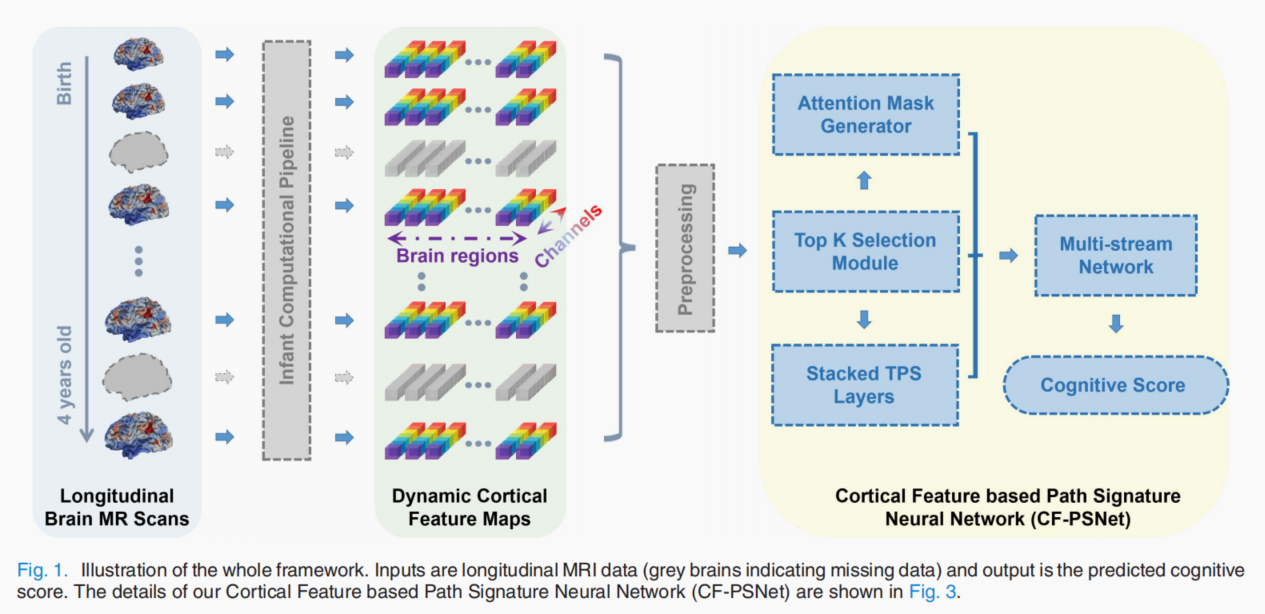 Birth
4 years old
Longitudinal
Brain MR Scans
Infant Computational Pipeline
Brain regions
Channels
Dynamic Cortical
Feature Maps
Preprocessing
Attention Mask
Generator
Top K Selection
Module
Stacked TPS
Layers
Multi-stream
Network
Cognitive Score
Cortical Feature based Path Signature
Neural Network (CF-PSNet)
Fig. 1. Illustration of the whole framework. Inputs are longitudinal MRI data (grey brains indicating missing data) and output is the predicted cognitive
score. The details of our Cortical Feature based Path Signature Neural Network (CF-PSNet) are shown in Fig. 3.